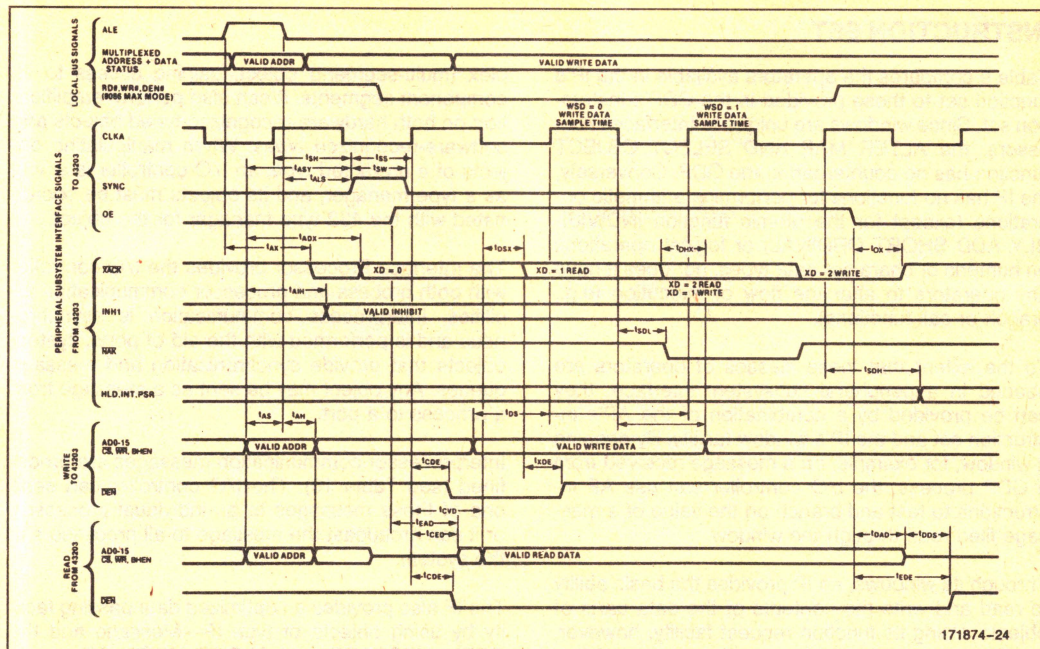 NSTRUCTION SET
LOCAL BUS SIGNALS
ALE
MULTIPLEXED
ADDRESS + DATA
STATUS
VALID ADDR
VALID WRITE DATA
RD#,WR#,DEN#
(8086 MAX MODE)
WSD = 0
WRITE DATA
SAMPLE TIME
WSD = 1
WRITE DATA
SAMPLE TIME
PERIPHERAL SUBSYSTEM INTERFACE SIGNALS
TO 43203
CLKA
tSH
tSS
tASY
tSW
tALS
SYNC
OE
tADX
tAX
tDSX
tDHX
tOX
FROM 43203
XACK
XD = 0
XD = 1 READ
XD = 2 WRITE
XD = 2 READ
XD = 1 WRITE
tAIH
INH1
VALID INHIBIT
tSDL
NAK
tSDH
HLD.INT.PSR
tAS
tAH
tDS
WRITE TO 43203
AD0-15
CS, WR, BHEN
VALID ADDR
VALID WRITE DATA
tCDE
tXDE
DEN
tCVD
tEAD
tCED
tDAD
tDDS
READ FROM 43203
AD0-15
CS, WR, BHEN
VALID ADDR
VALID READ DATA
tCDE
tEDE
DEN
171874–24